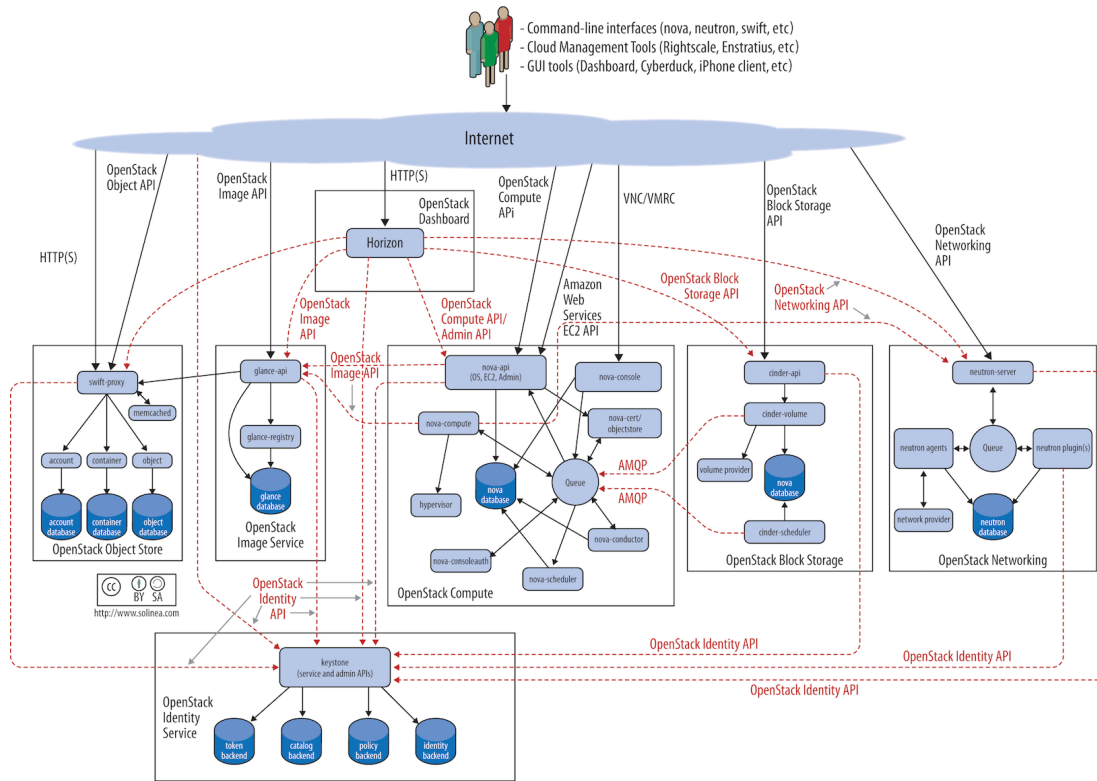 - Command-line interfaces (nova, neutron, swift, etc)
- Cloud Management Tools (Rightscale, Enstratius, etc)
- GUI tools (Dashboard, Cyberduck, iPhone client, etc)
Internet
OpenStack
Object API
OpenStack
Image API
HTTP(S)
OpenStack
Dashboard
OpenStack
Compute
APi
VNC/VMRC
OpenStack
Block Storage
API
OpenStack
Networking
API
HTTP(S)
Horizon
OpenStack
Image
API
OpenStack
Compute API/
Admin API
Amazon
Web
Services
EC2 API
OpenStack Block
Storage API
OpenStack
Networking API
OpenStack
Image API
swift-proxy
memcached
account
container
object
account
database
container
database
object
database
OpenStack Object Store
glance-api
glance-registry
glance
database
OpenStack
Image Service
nova-api
(OS, EC2, Admin)
nova-console
nova-compute
nova-cert/
objectstore
hypervisor
nova
database
Queue
nova-conductor
nova-consoleauth
nova-scheduler
OpenStack Compute
AMQP
AMQP
cinder-api
cinder-volume
volume provider
nova
database
cinder-scheduler
OpenStack Block Storage
neutron-server
neutron agents
Queue
neutron plugin(s)
network provider
neutron
database
OpenStack Networking
CC
BY SA
http://www.solinea.com
OpenStack
Identity
API
OpenStack Identity API
OpenStack Identity API
OpenStack Identity API
keystone
(service and admin APIs)
OpenStack
Identity
Service
token
backend
catalog
backend
policy
backend
identity
backend